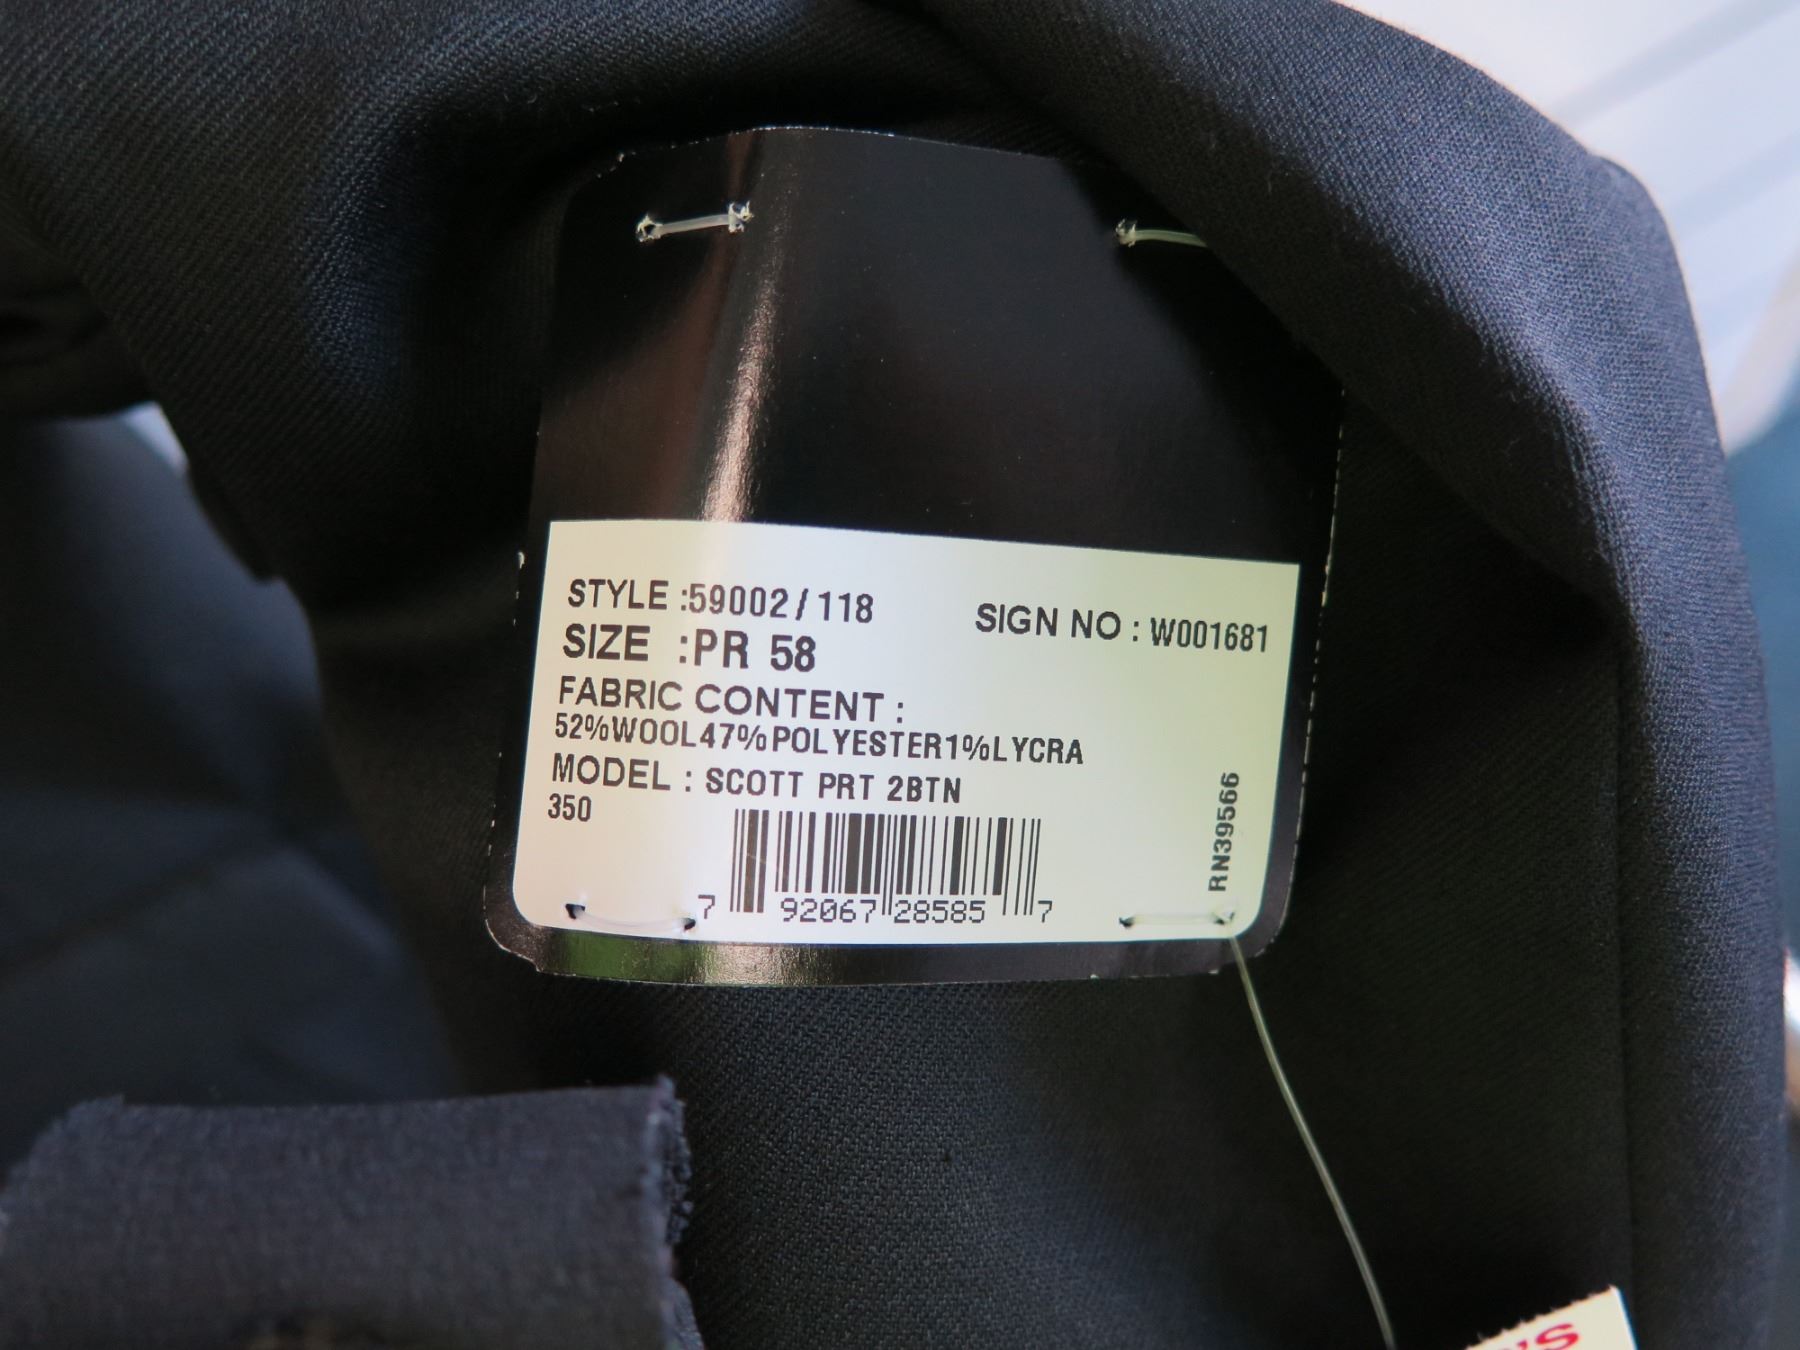 STYLE :59002/118
SIGN NO : W001681
SIZE :PR 58
FABRIC CONTENT :
52%WOOL47%POLYESTER1%LYCRA
MODEL : SCOTT PRT 2BTN
350
RN39566
7 92067 28585 7